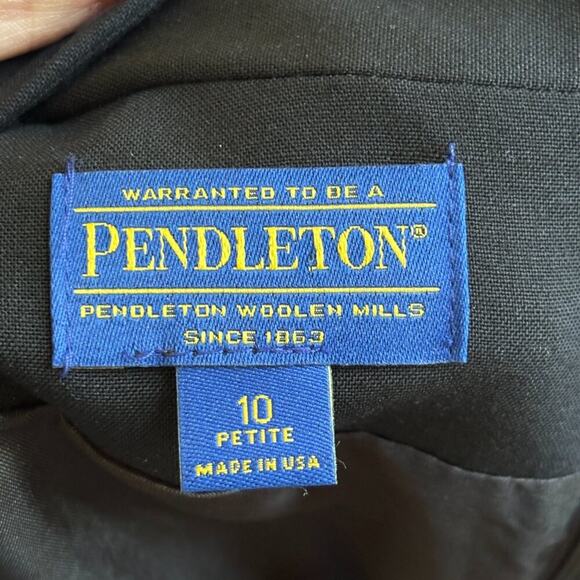 WARRANTED TO BE A
PENDLETON®
PENDLETON WOOLEN MILLS
SINCE 1863
10
PETITE
MADE IN USA